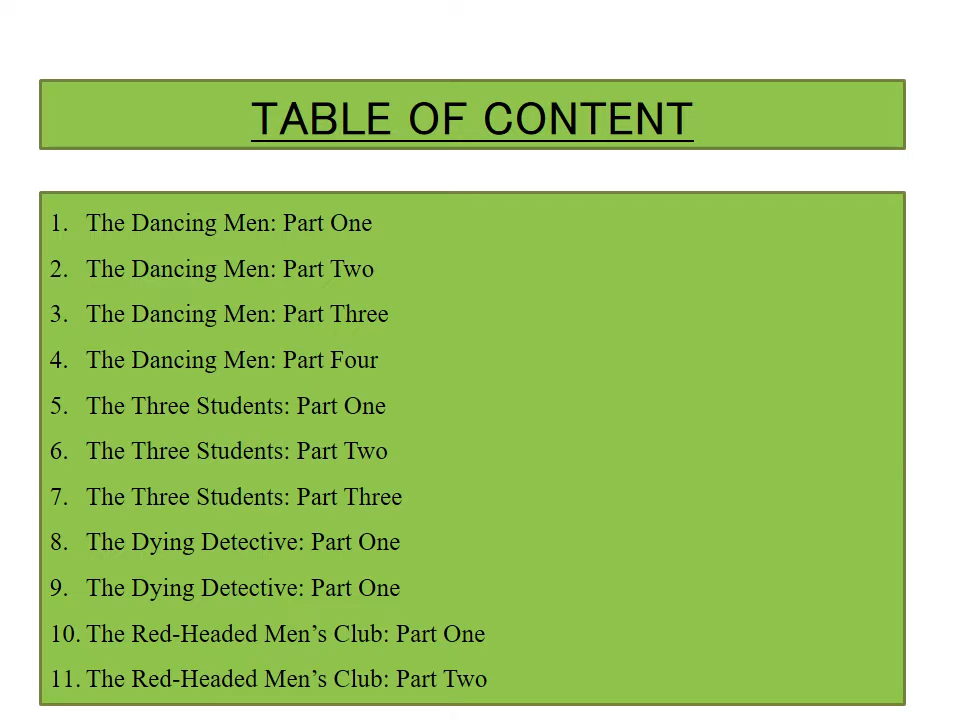 TABLE OF CONTENT
1. The Dancing Men: Part One
2. The Dancing Men: Part Two
3. The Dancing Men: Part Three
4. The Dancing Men: Part Four
5. The Three Students: Part One
6. The Three Students: Part Two
7. The Three Students: Part Three
8. The Dying Detective: Part One
9. The Dying Detective: Part One
10. The Red-Headed Men’s Club: Part One
11. The Red-Headed Men’s Club: Part Two